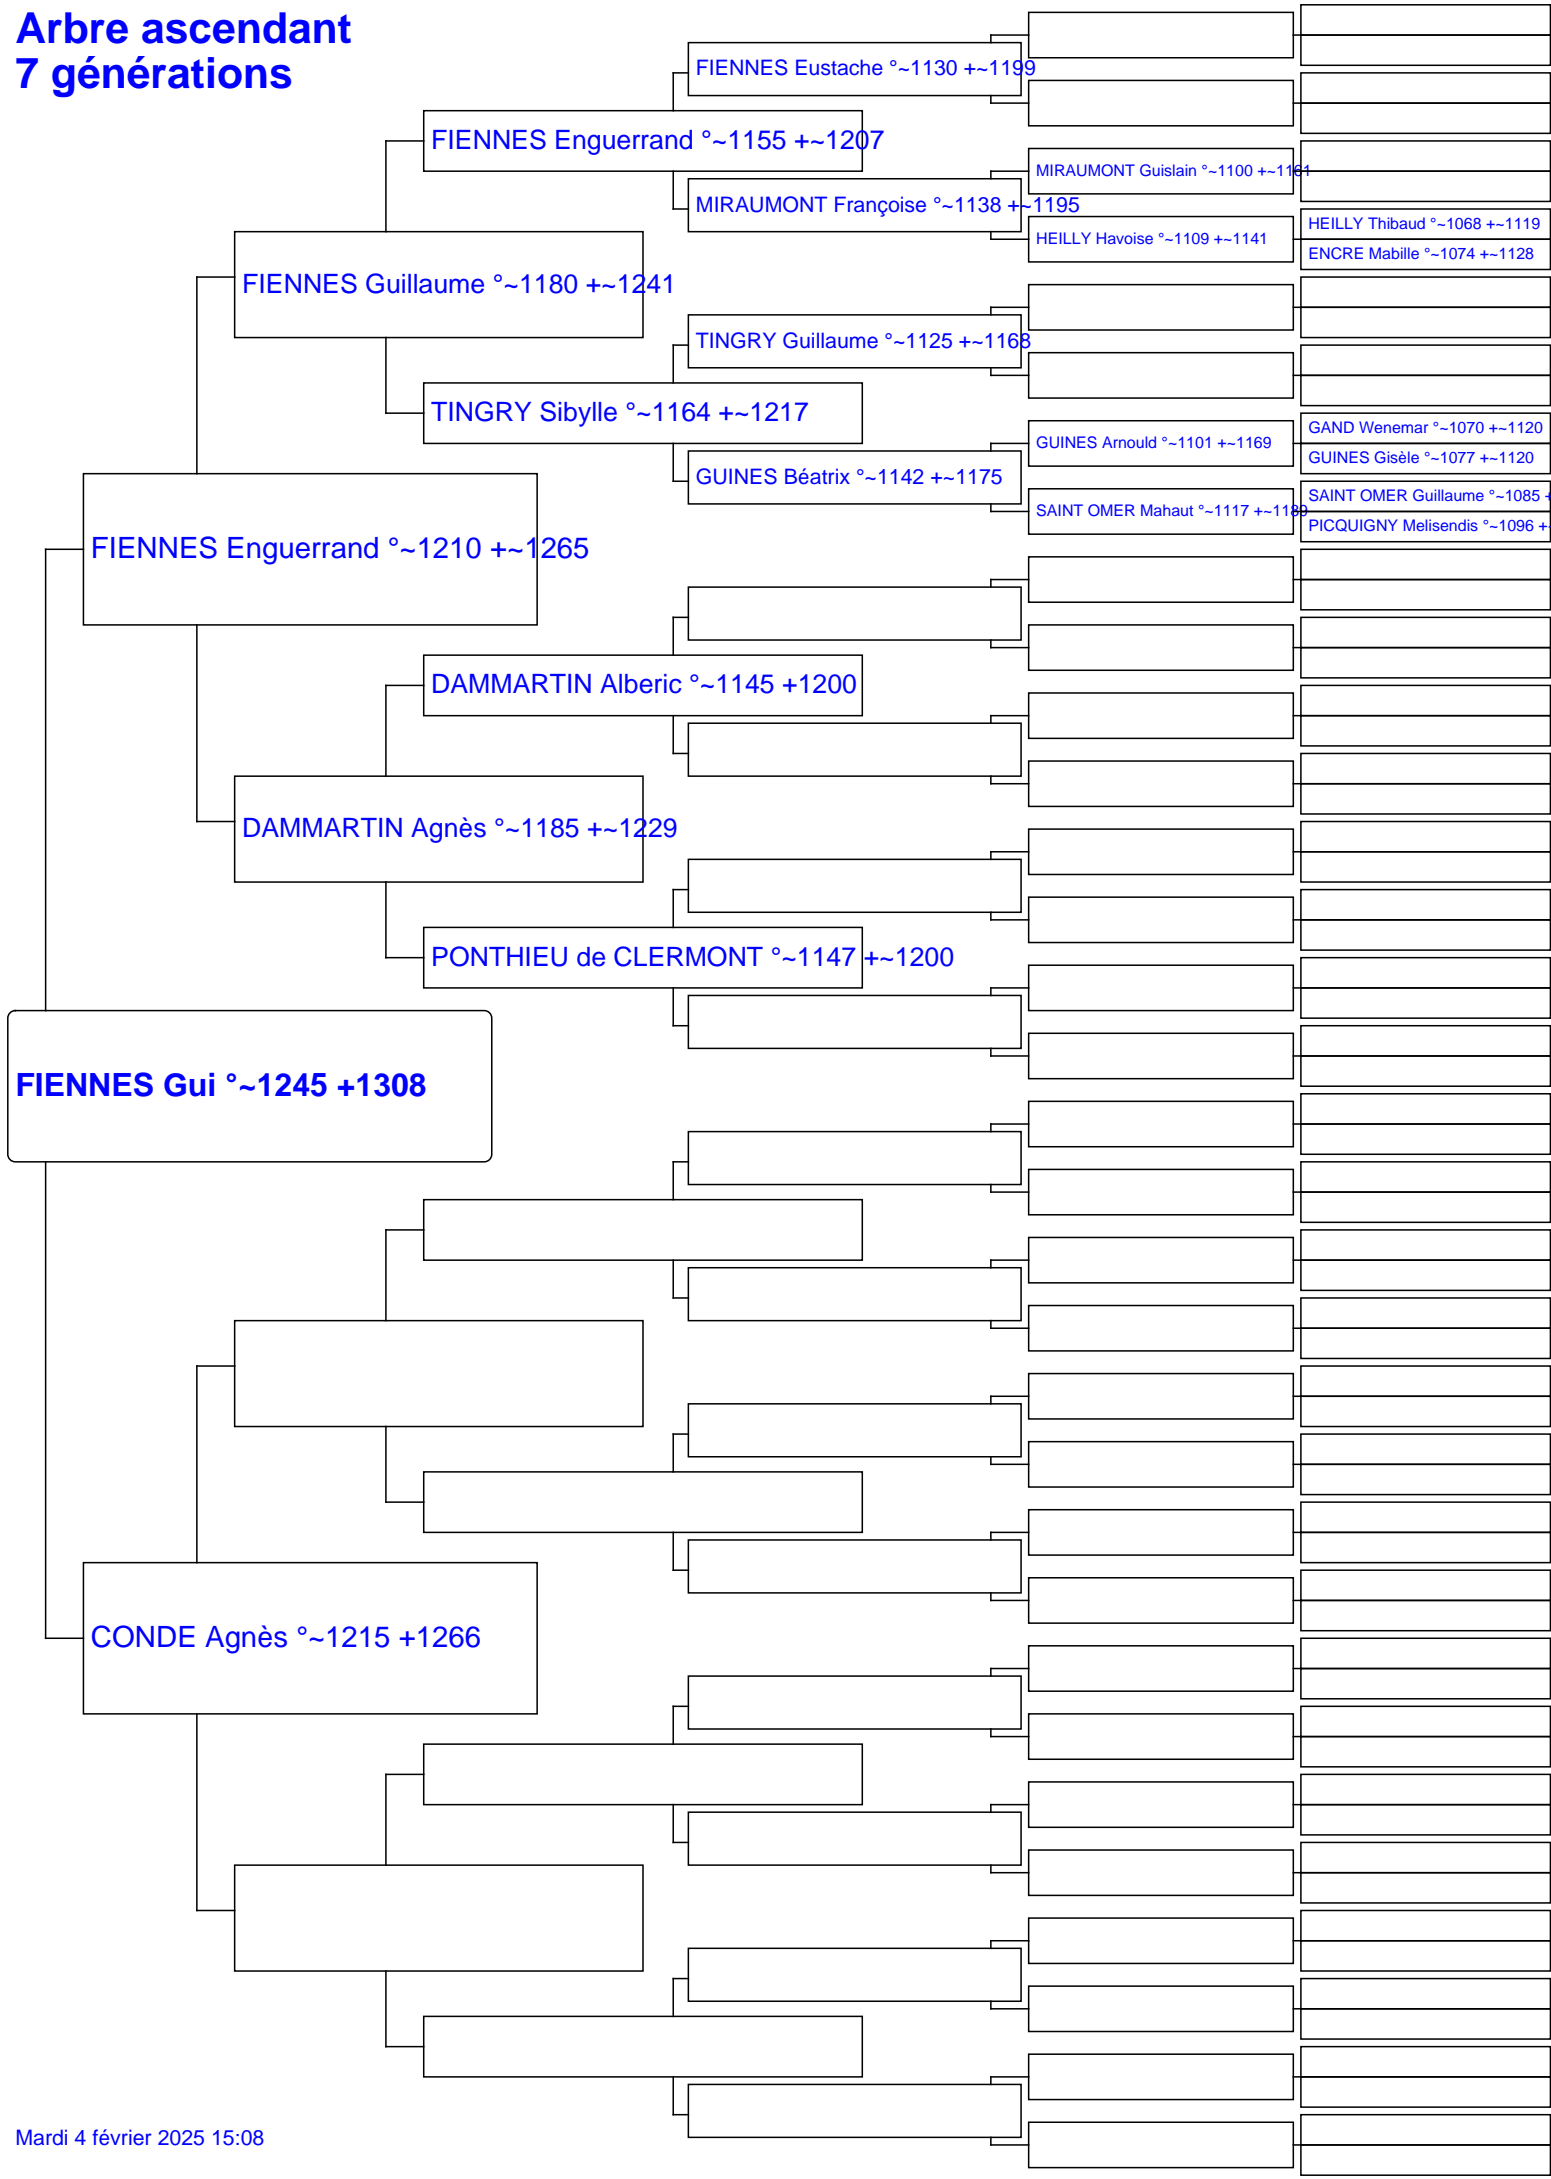 Arbre ascendant
7 générations
FIENNES Eustache °~1130 +~1199
FIENNES Enguerrand °~1155 +~1207
MIRAUMONT Guislain °~1100 +~1161
MIRAUMONT Françoise °~1138 +~1195
HEILLY Thibaud °~1068 +~1119
HEILLY Havoise °~1109 +~1141
ENCRE Mabille °~1074 +~1128
FIENNES Guillaume °~1180 +~1241
TINGRY Guillaume °~1125 +~1168
TINGRY Sibylle °~1164 +~1217
GAND Wenemar °~1070 +~1120
GUINES Arnould °~1101 +~1169
GUINES Gisèle °~1077 +~1120
GUINES Béatrix °~1142 +~1175
SAINT OMER Guillaume °~1085 +
SAINT OMER Mahaut °~1117 +~1189
PICQUIGNY Melisendis °~1096 +
FIENNES Enguerrand °~1210 +~1265
DAMMARTIN Alberic °~1145 +1200
DAMMARTIN Agnès °~1185 +~1229
PONTHIEU de CLERMONT °~1147 +~1200
FIENNES Gui °~1245 +1308
CONDE Agnès °~1215 +1266
Mardi 4 février 2025 15:08